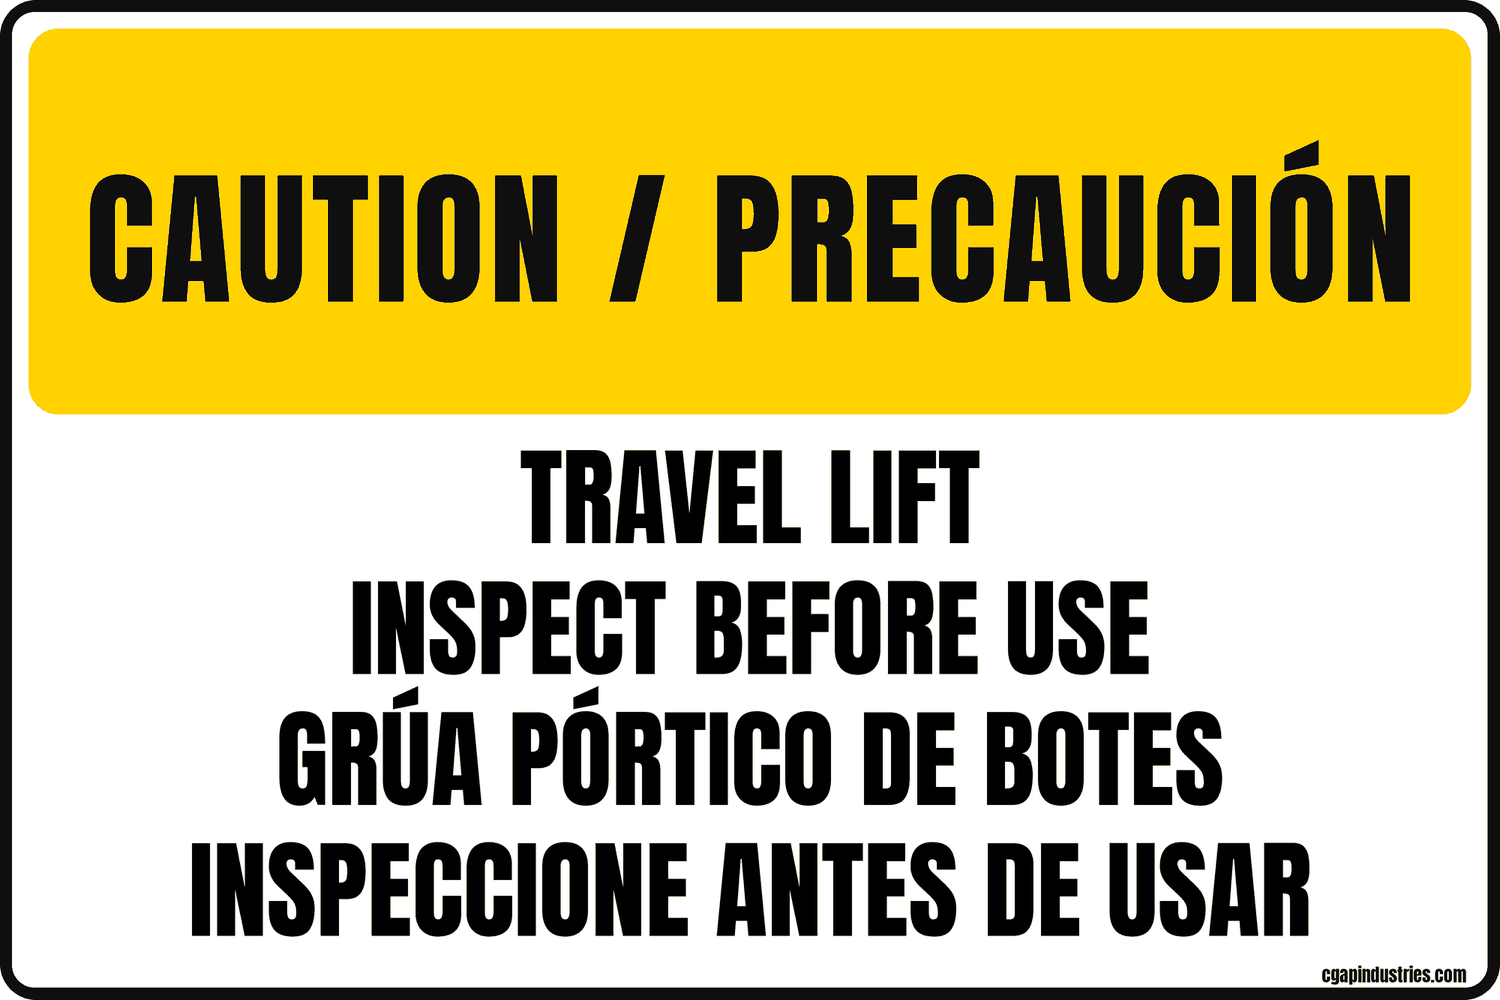 CAUTION / PRECAUCIÓN
TRAVEL LIFT
INSPECT BEFORE USE
GRÚA PÓRTICO DE BOTES
INSPECCIONE ANTES DE USAR
cgapindustries.com